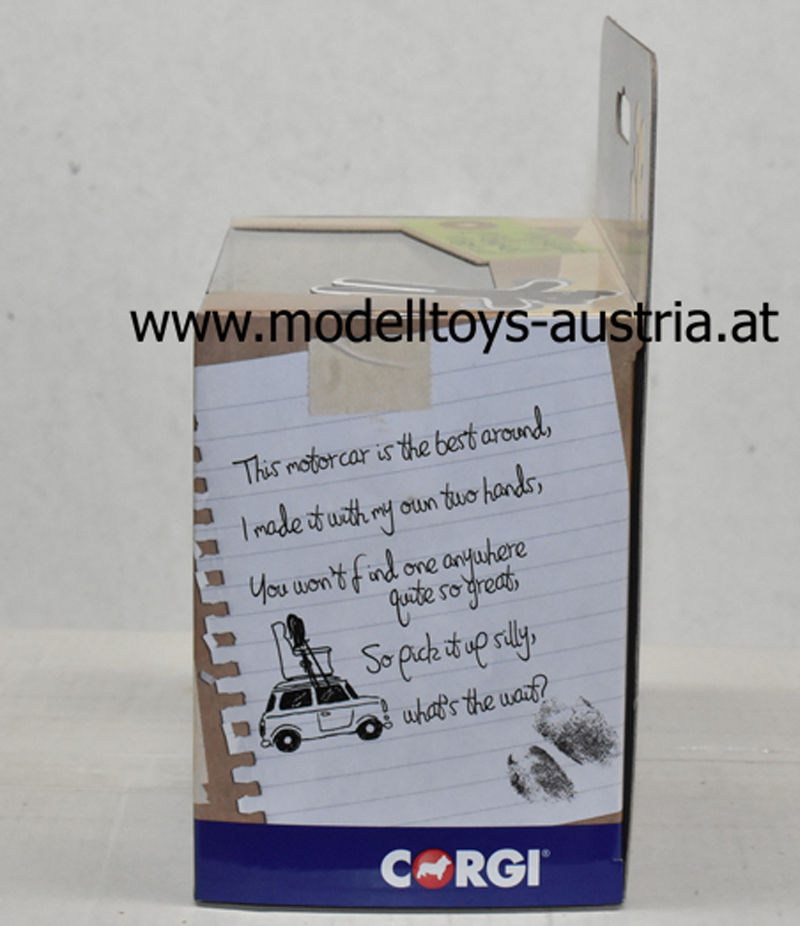 www.modelltoys-austria.at
This motorcar is the best around,
I made it with my own two hands,
You won't find one anywhere
quite so great,
So pick it up silly,
what's the wait?
CORGI®